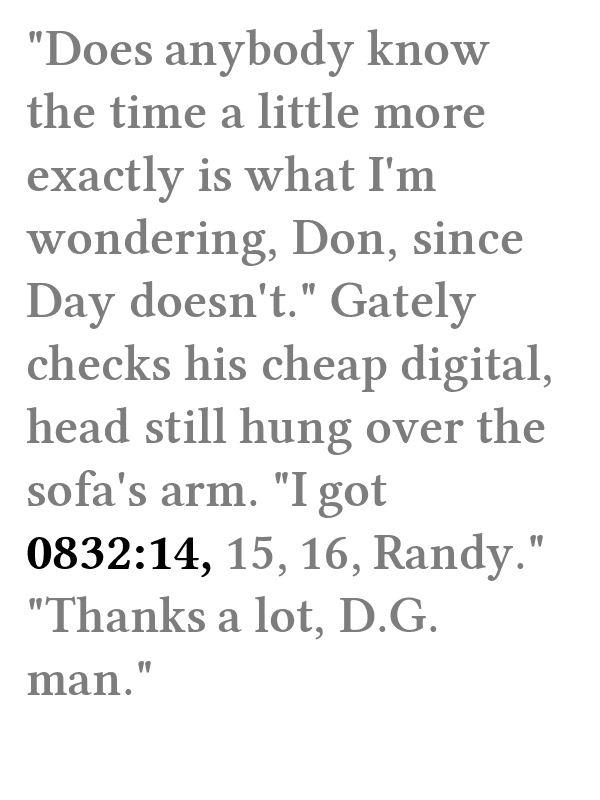 "Does anybody know
the time a little more
exactly is what I'm
wondering, Don, since
Day doesn't." Gately
checks his cheap digital,
head still hung over the
sofa's arm. "I got
0832:14, 15, 16, Randy."
"Thanks a lot, D.G.
man."